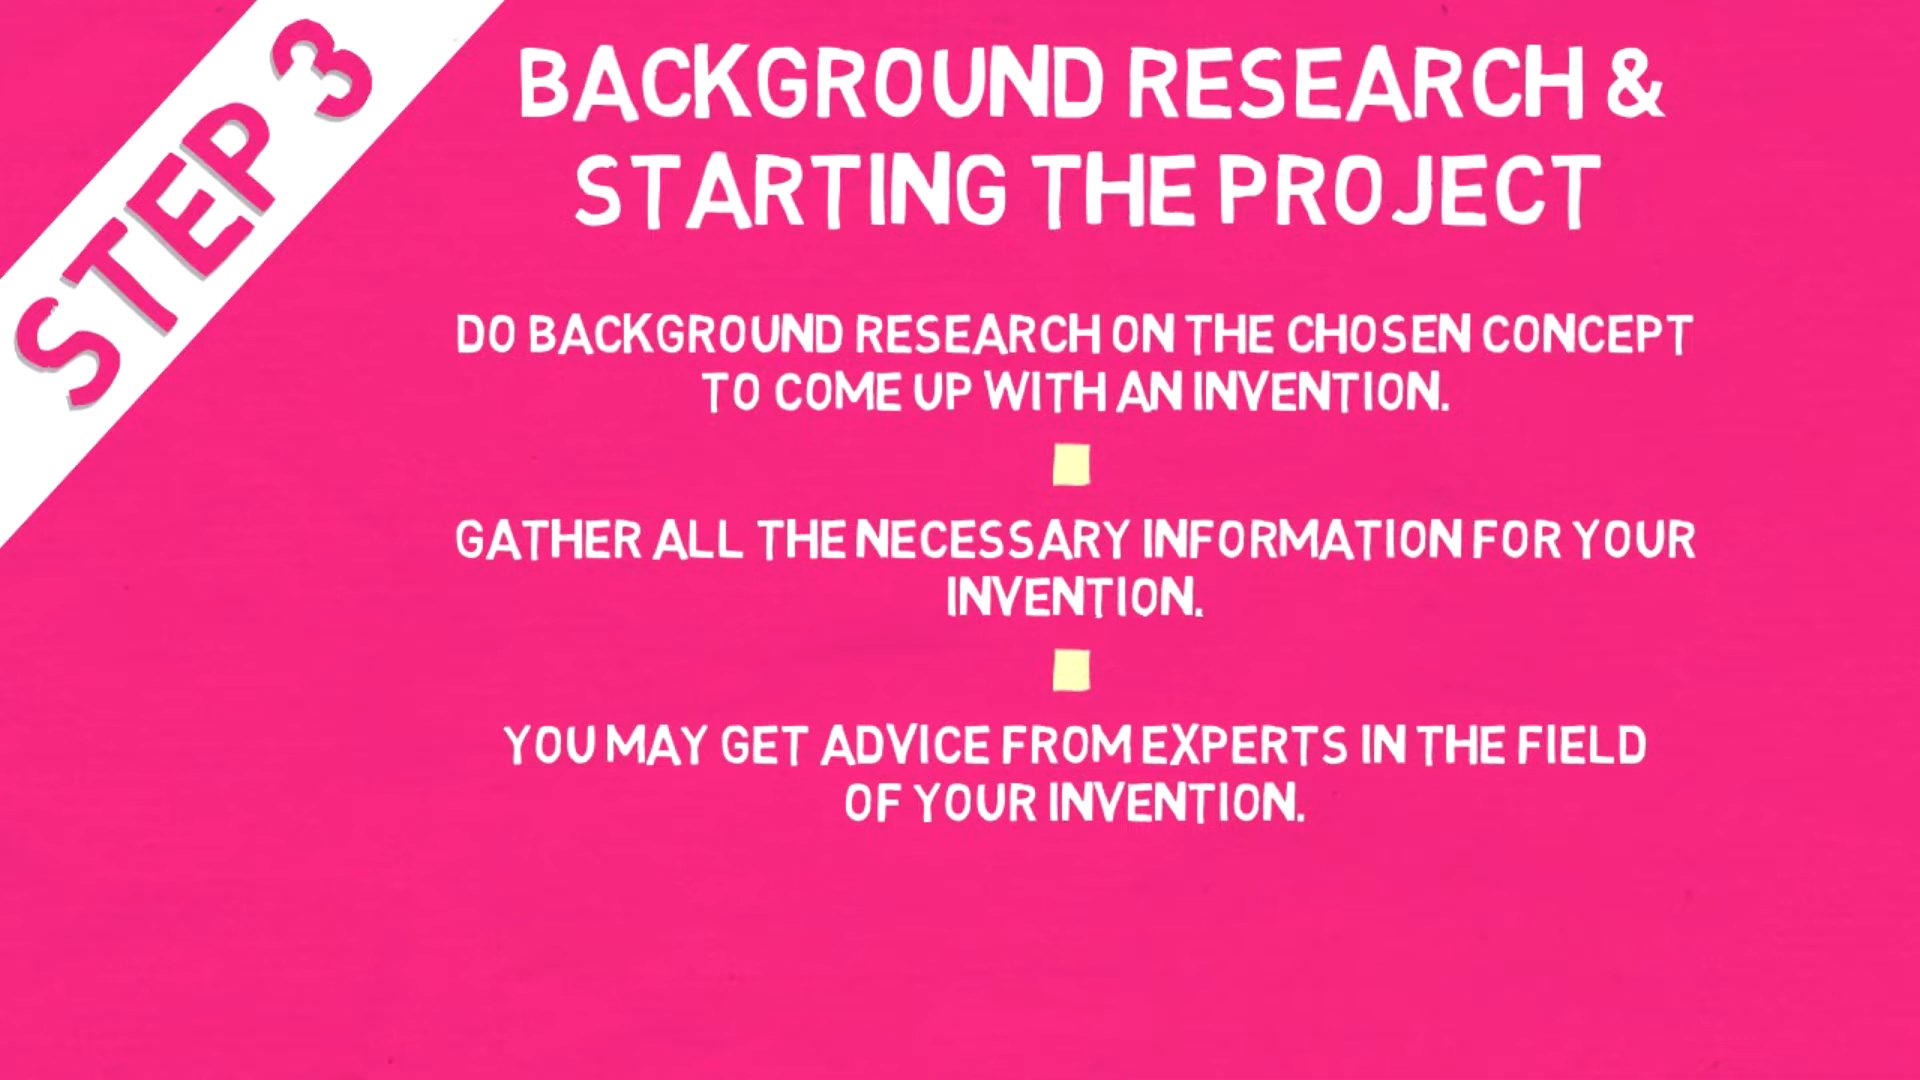 STEP 3
BACKGROUND RESEARCH &
STARTING THE PROJECT
DO BACKGROUND RESEARCH ON THE CHOSEN CONCEPT
TO COME UP WITH AN INVENTION.
GATHER ALL THE NECESSARY INFORMATION FOR YOUR
INVENTION.
YOU MAY GET ADVICE FROM EXPERTS IN THE FIELD
OF YOUR INVENTION.